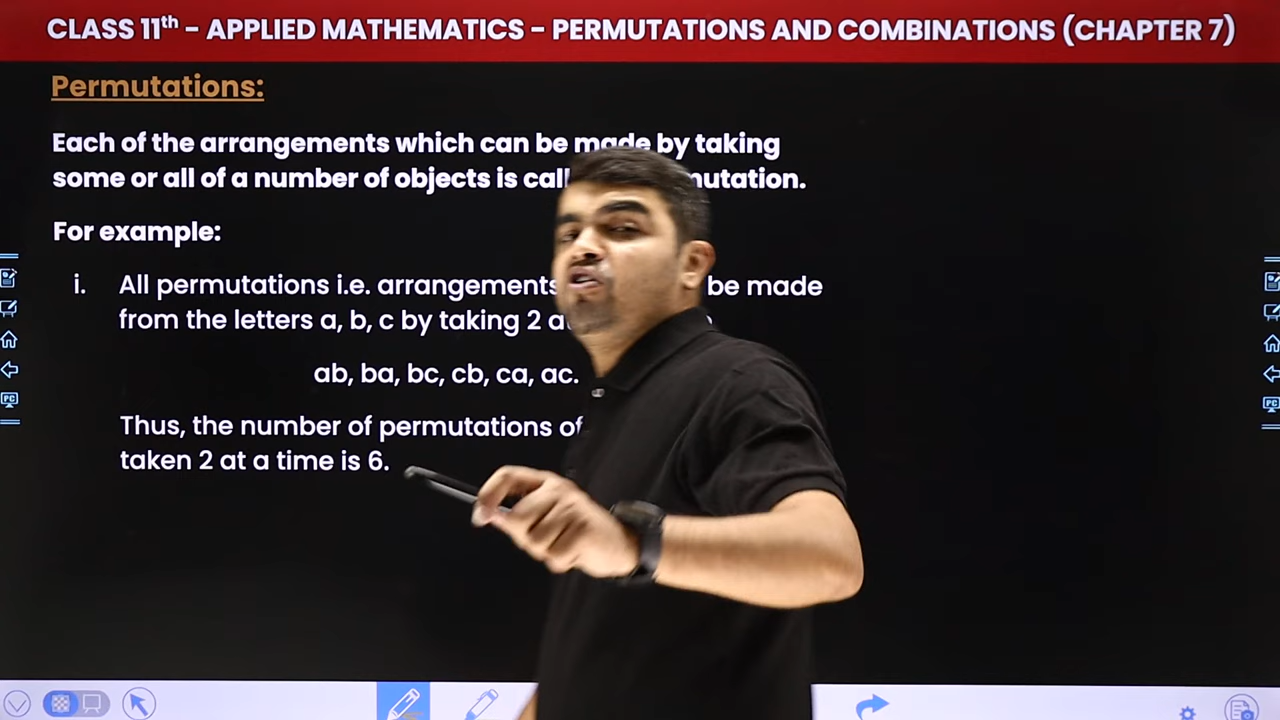 CLASS 11th – APPLIED MATHEMATICS – PERMUTATIONS AND COMBINATIONS (CHAPTER 7)
Permutations:
Each of the arrangements which can be made by taking
some or all of a number of objects is
For example:
i. All permutations i.e. arrangements be made
from the letters a, b, c by taking 2
ab, ba, bc, cb, ca, ac.
Thus, the number of permutations
taken 2 at a time is 6.
PC
PC